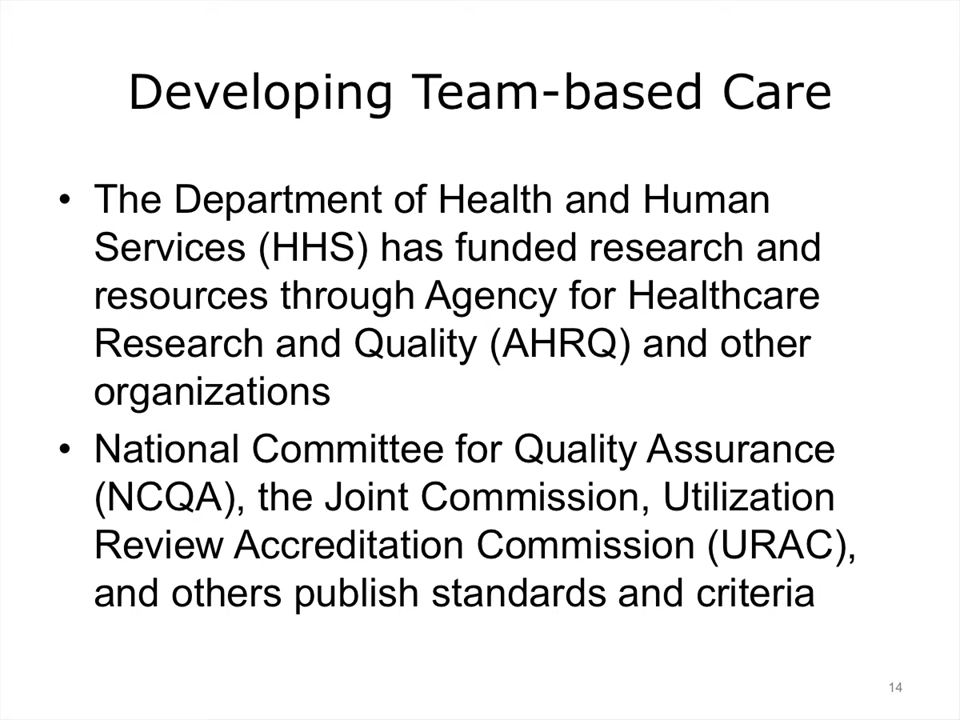 Developing Team-based Care
• The Department of Health and Human
Services (HHS) has funded research and
resources through Agency for Healthcare
Research and Quality (AHRQ) and other
organizations
• National Committee for Quality Assurance
(NCQA), the Joint Commission, Utilization
Review Accreditation Commission (URAC),
and others publish standards and criteria
14